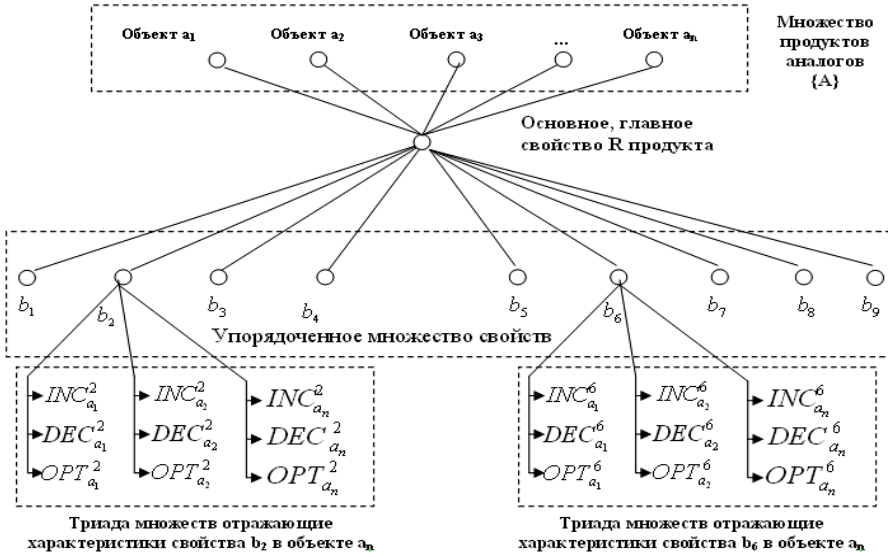 Объект a1 Объект a2 Объект a3 ... Объект an
Множество
продуктов
аналогов
{A}
Основное, главное
свойство R продукта
b1 b2 b3 b4 b5 b6 b7 b8 b9
Упорядоченное множество свойств
INC²a1 INC²a2 INC²an
DEC²a1 DEC²a2 DEC²an
OPT²a1 OPT²a2 OPT²an
INC⁶a1 INC⁶a2 INC⁶an
DEC⁶a1 DEC⁶a2 DEC⁶an
OPT⁶a1 OPT⁶a2 OPT⁶an
Триада множеств отражающие
характеристики свойства b2 в объекте an
Триада множеств отражающие
характеристики свойства b6 в объекте an